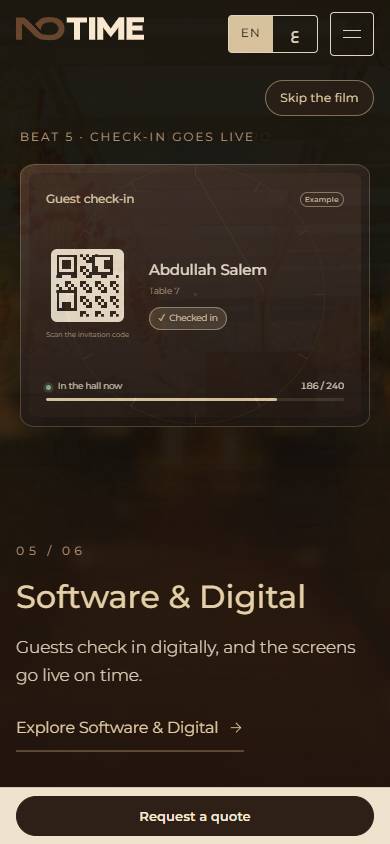 NOTIME
EN
ع
Skip the film
BEAT 5 · CHECK-IN GOES LIVE
Guest check-in
Example
Abdullah Salem
Table 7
✓ Checked in
Scan the invitation code
In the hall now
186 / 240
05 / 06
Software & Digital
Guests check in digitally, and the screens
go live on time.
Explore Software & Digital →
Request a quote